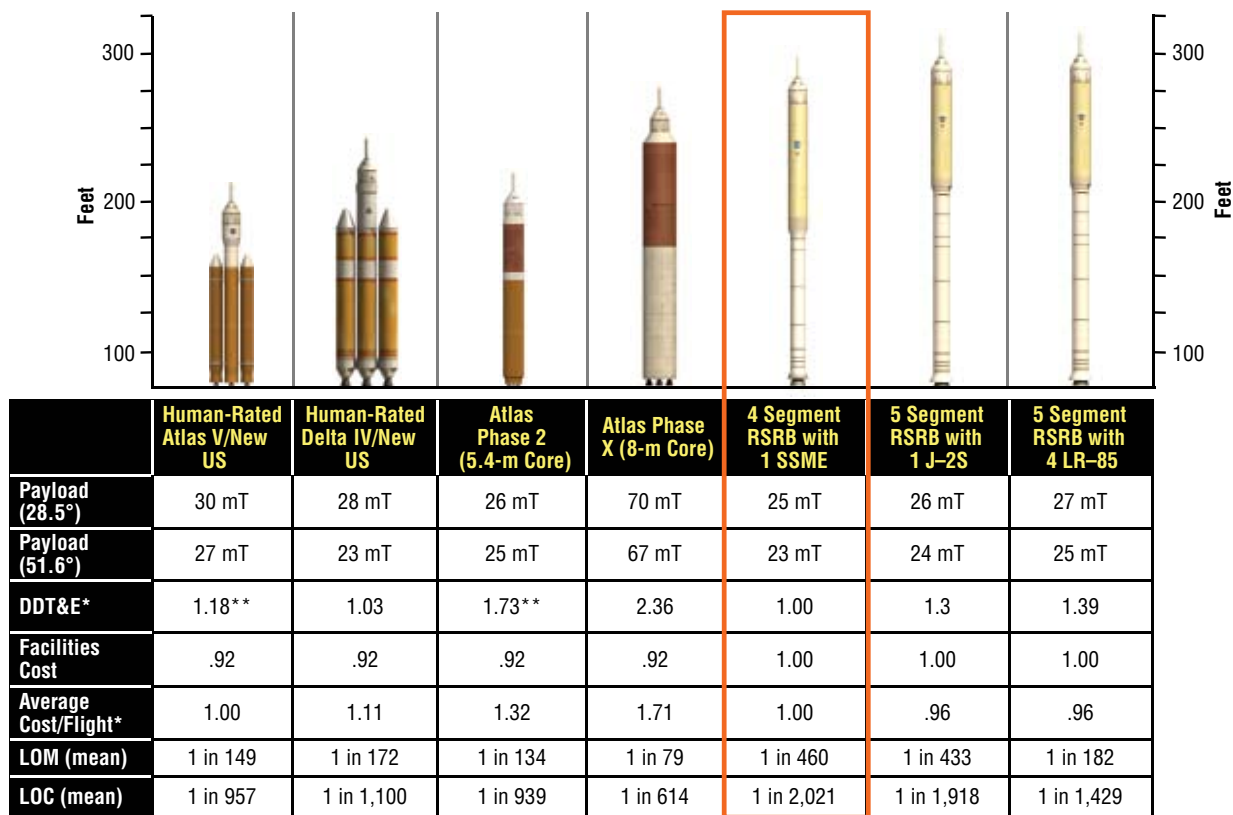 300
200
100
Feet
300
200
100
Feet
Human-Rated
Atlas V/New
US
Human-Rated
Delta IV/New
US
Atlas
Phase 2
(5.4-m Core)
Atlas Phase
X (8-m Core)
4 Segment
RSRB with
1 SSME
5 Segment
RSRB with
1 J–2S
5 Segment
RSRB with
4 LR–85
Payload
(28.5°)
30 mT
28 mT
26 mT
70 mT
25 mT
26 mT
27 mT
Payload
(51.6°)
27 mT
23 mT
25 mT
67 mT
23 mT
24 mT
25 mT
DDT&E*
1.18**
1.03
1.73**
2.36
1.00
1.3
1.39
Facilities
Cost
.92
.92
.92
.92
1.00
1.00
1.00
Average
Cost/Flight*
1.00
1.11
1.32
1.71
1.00
.96
.96
LOM (mean)
1 in 149
1 in 172
1 in 134
1 in 79
1 in 460
1 in 433
1 in 182
LOC (mean)
1 in 957
1 in 1,100
1 in 939
1 in 614
1 in 2,021
1 in 1,918
1 in 1,429